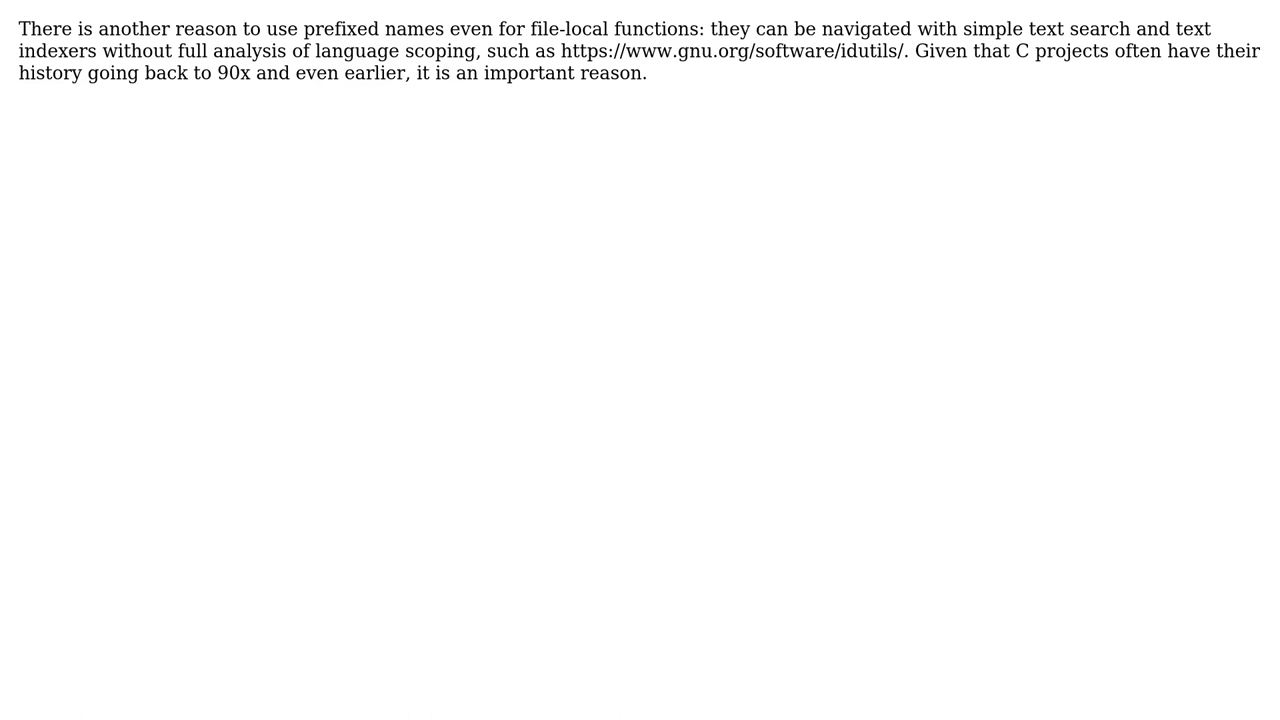 There is another reason to use prefixed names even for file-local functions: they can be navigated with simple text search and text
indexers without full analysis of language scoping, such as https://www.gnu.org/software/idutils/. Given that C projects often have their
history going back to 90x and even earlier, it is an important reason.